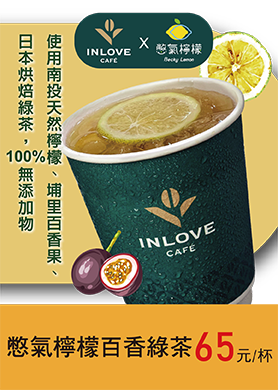 INLOVE
CAFÉ
X
憋氣檸檬
Becky Lemon
使用南投天然檸檬、埔里百香果、
日本烘焙綠茶，100%無添加物
INLOVE
CAFÉ
憋氣檸檬百香綠茶65元/杯